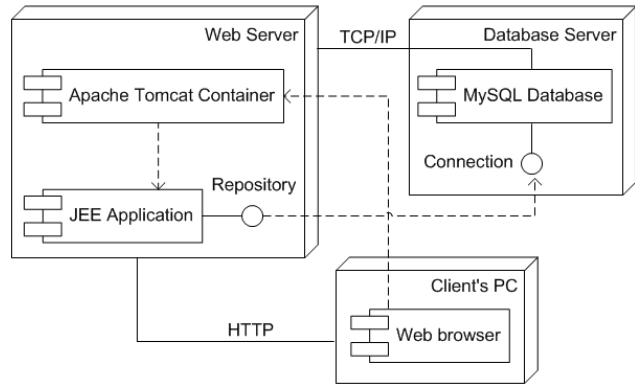 Web Server
TCP/IP
Database Server
Apache Tomcat Container
MySQL Database
Connection
Repository
JEE Application
Client's PC
HTTP
Web browser